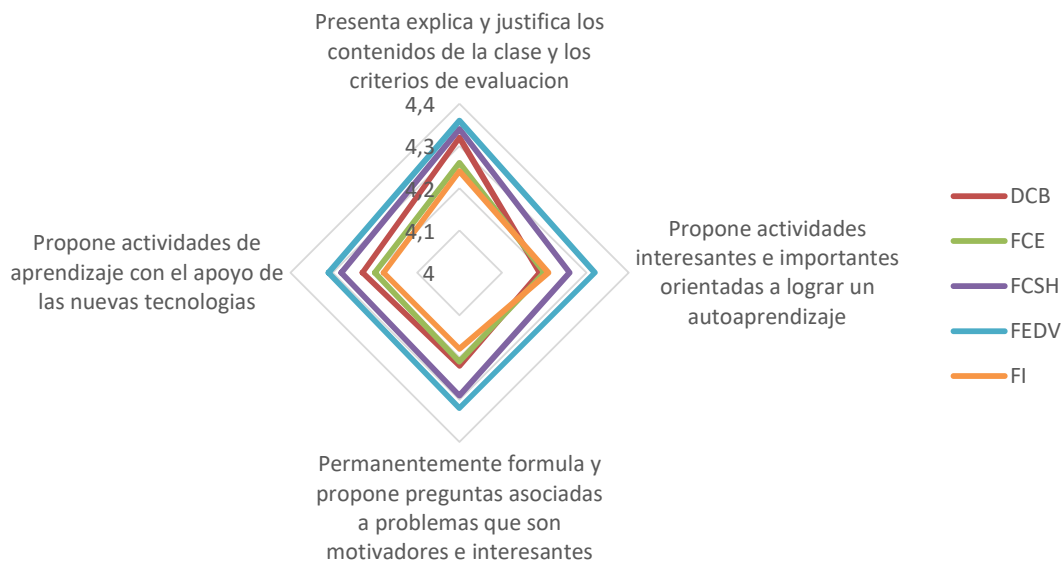 Presenta explica y justifica los
contenidos de la clase y los
criterios de evaluacion
4,4
4,3
4,2
4,1
4
Propone actividades de
aprendizaje con el apoyo de
las nuevas tecnologias
Propone actividades
interesantes e importantes
orientadas a lograr un
autoaprendizaje
Permanentemente formula y
propone preguntas asociadas
a problemas que son
motivadores e interesantes
DCB
FCE
FCSH
FEDV
FI